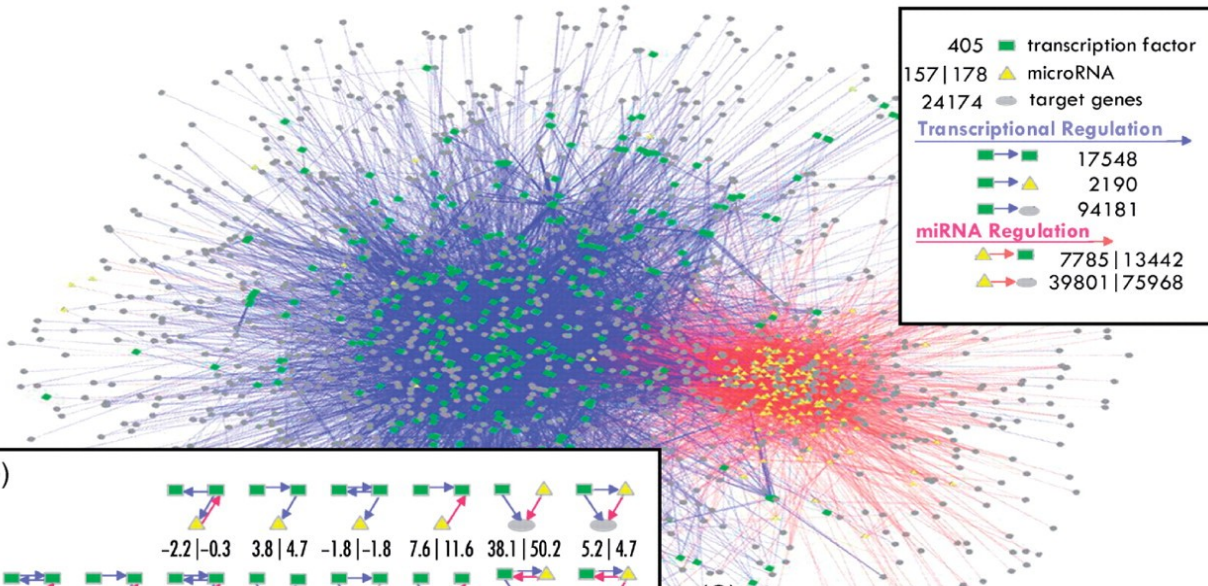 405 transcription factor
157|178 microRNA
24174 target genes
Transcriptional Regulation
17548
2190
94181
miRNA Regulation
7785|13442
39801|75968
)
−2.2|−0.3 3.8|4.7 −1.8|−1.8 7.6|11.6 38.1|50.2 5.2|4.7